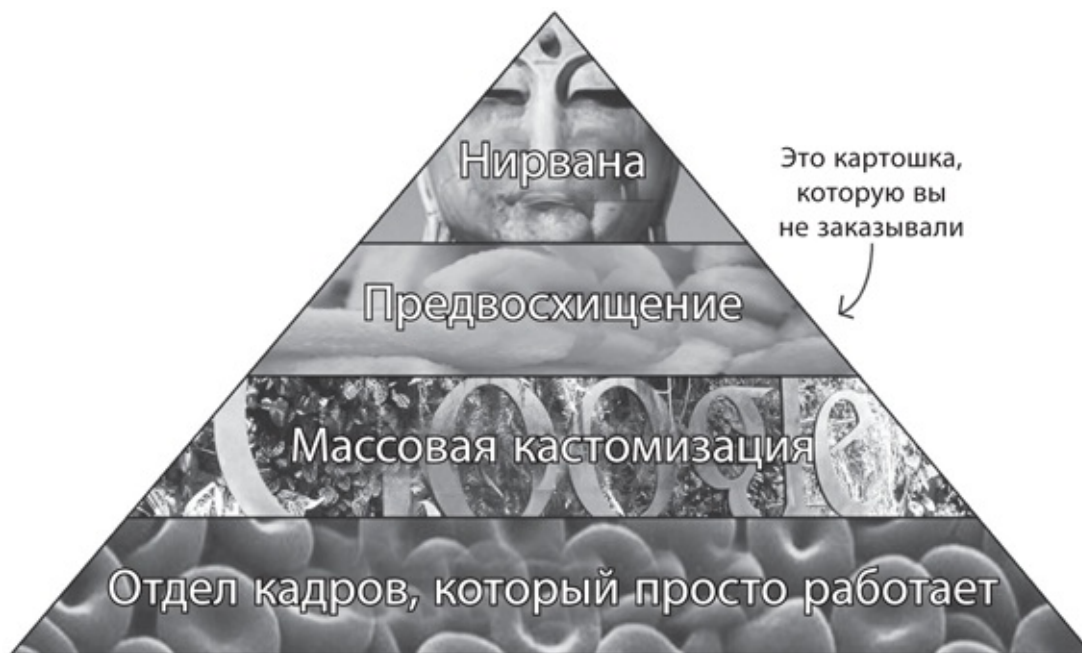 Нирвана
Это картошка,
которую вы
не заказывали
Предвосхищение
Google
Массовая кастомизация
Отдел кадров, который просто работает